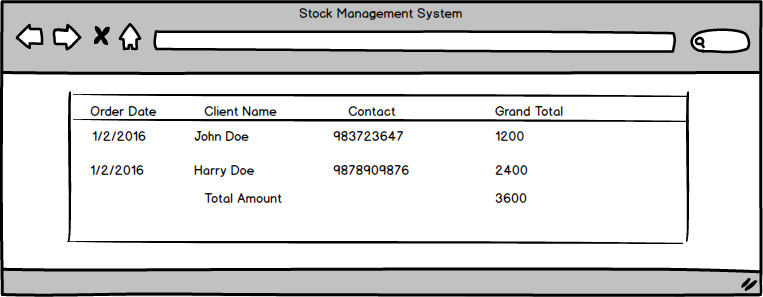 Stock Management System
Order Date Client Name Contact Grand Total
1/2/2016 John Doe 983723647 1200
1/2/2016 Harry Doe 9878909876 2400
Total Amount 3600